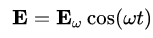 𝐄 = 𝐄_ω cos(ωt)